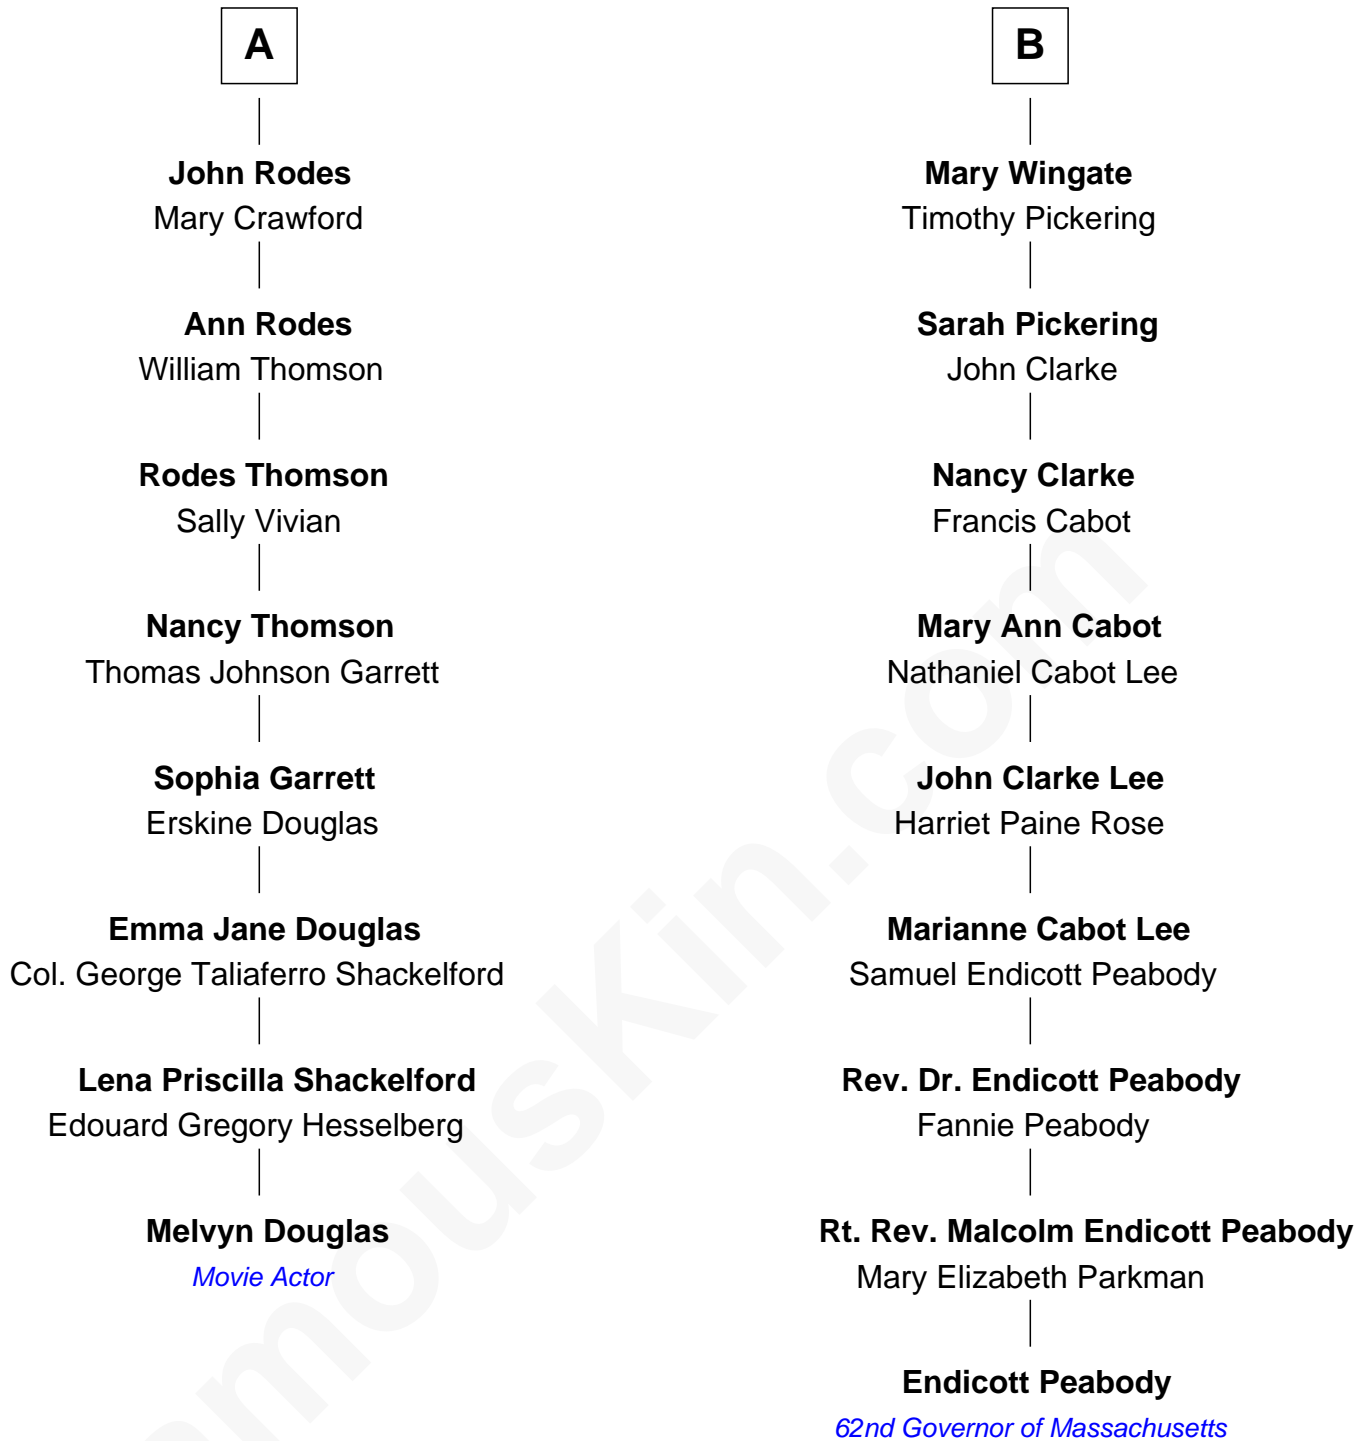 A
John Rodes
Mary Crawford
Ann Rodes
William Thomson
Rodes Thomson
Sally Vivian
Nancy Thomson
Thomas Johnson Garrett
Sophia Garrett
Erskine Douglas
Emma Jane Douglas
Col. George Taliaferro Shackelford
Lena Priscilla Shackelford
Edouard Gregory Hesselberg
Melvyn Douglas
Movie Actor
B
Mary Wingate
Timothy Pickering
Sarah Pickering
John Clarke
Nancy Clarke
Francis Cabot
Mary Ann Cabot
Nathaniel Cabot Lee
John Clarke Lee
Harriet Paine Rose
Marianne Cabot Lee
Samuel Endicott Peabody
Rev. Dr. Endicott Peabody
Fannie Peabody
Rt. Rev. Malcolm Endicott Peabody
Mary Elizabeth Parkman
Endicott Peabody
62nd Governor of Massachusetts
amouskin.com